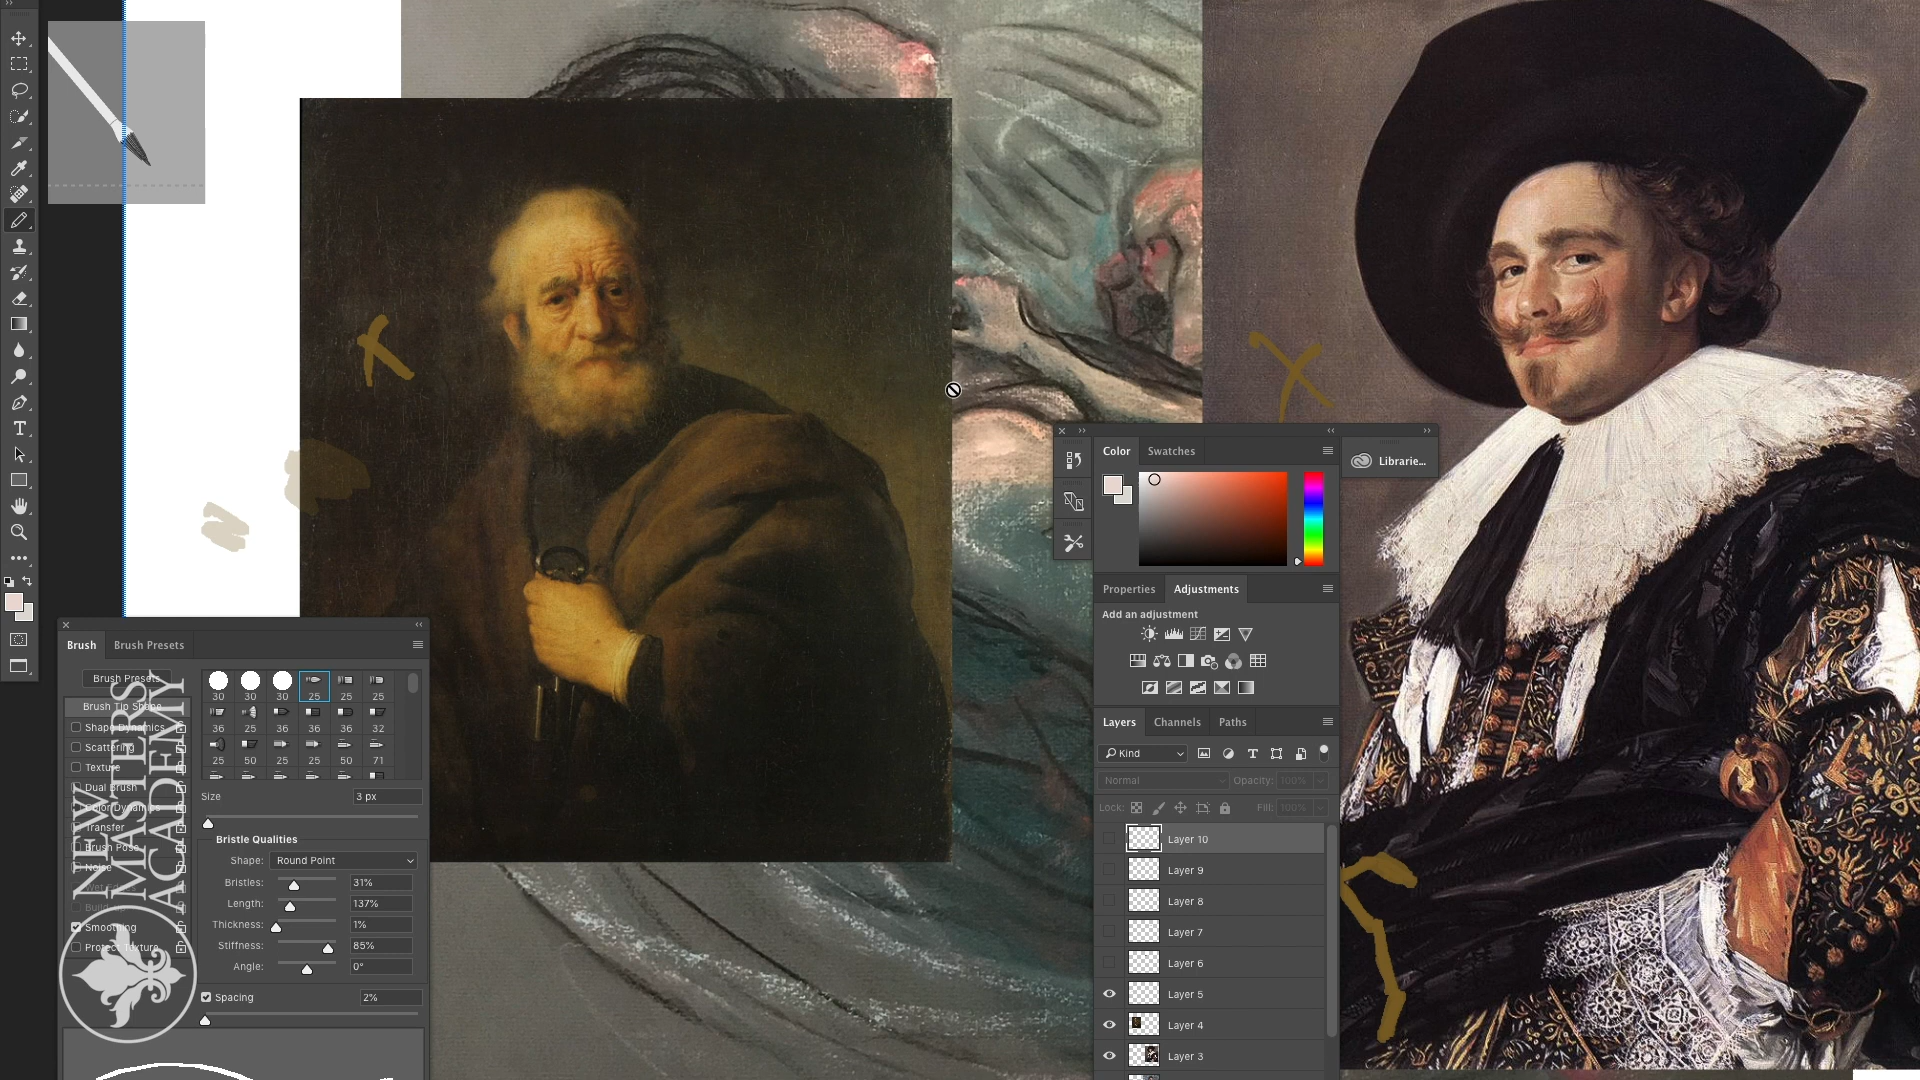 Brush
Brush Presets
Brush Presets
Brush Tip Shape
Shape Dynamics
Scattering
Texture
Dual Brush
Color Dynamics
Transfer
Brush Pose
Noise
Smoothing
Protect Texture
NEW
MASTERS
ACADEMY
30 30 30 25 25 25
36 25 36 36 36 32
25 50 25 25 50 71
Size 3 px
Bristle Qualities
Shape: Round Point
Bristles: 31%
Length: 137%
Thickness: 1%
Stiffness: 85%
Angle: 0°
Spacing 2%
Color Swatches
Librarie...
Properties Adjustments
Add an adjustment
Layers Channels Paths
Kind
Normal Opacity: 100%
Lock: Fill: 100%
Layer 10
Layer 9
Layer 8
Layer 7
Layer 6
Layer 5
Layer 4
Layer 3